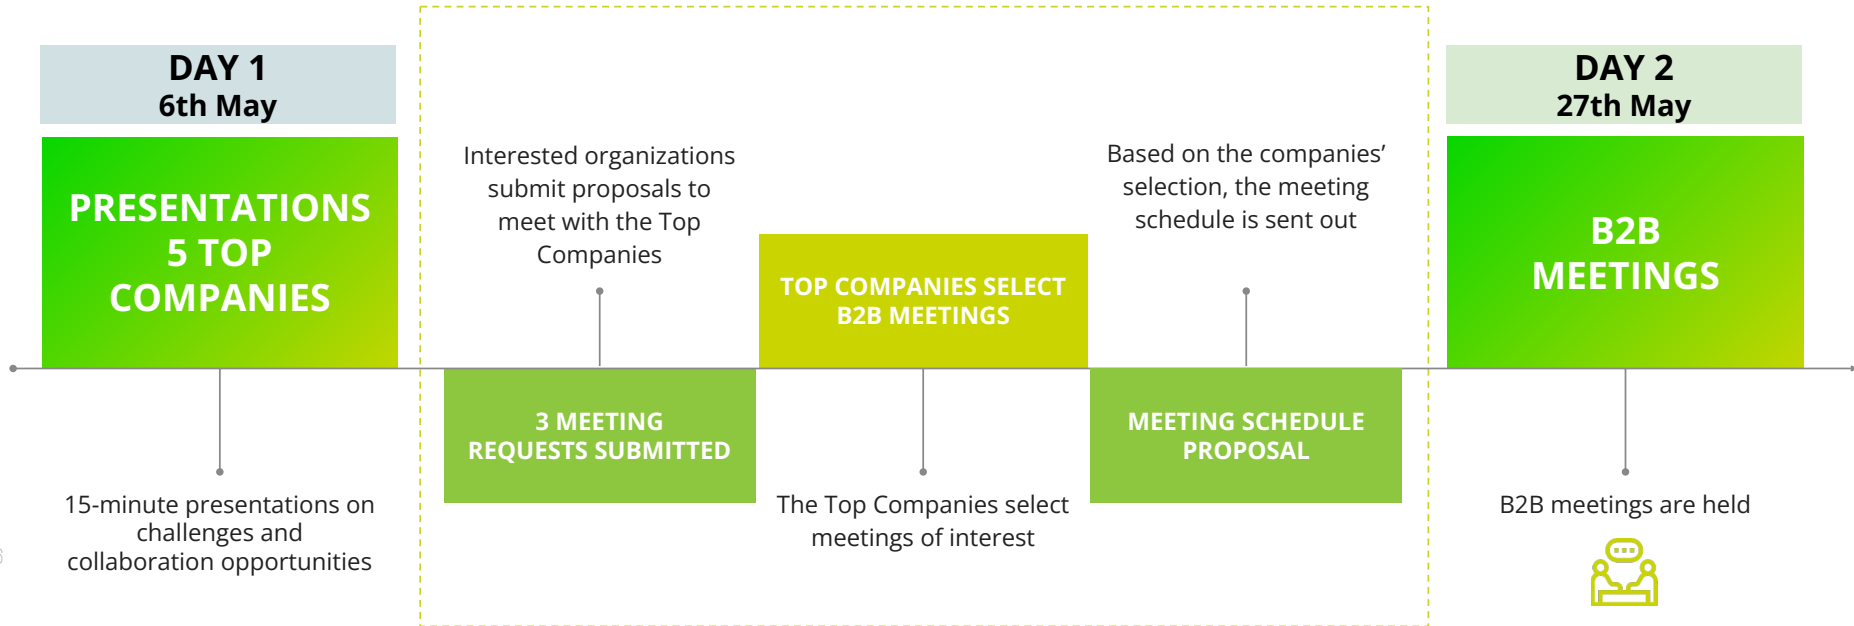 DAY 1
6th May
PRESENTATIONS
5 TOP
COMPANIES
15-minute presentations on
challenges and
collaboration opportunities
Interested organizations
submit proposals to
meet with the Top
Companies
3 MEETING
REQUESTS SUBMITTED
TOP COMPANIES SELECT
B2B MEETINGS
The Top Companies select
meetings of interest
Based on the companies’
selection, the meeting
schedule is sent out
MEETING SCHEDULE
PROPOSAL
DAY 2
27th May
B2B
MEETINGS
B2B meetings are held